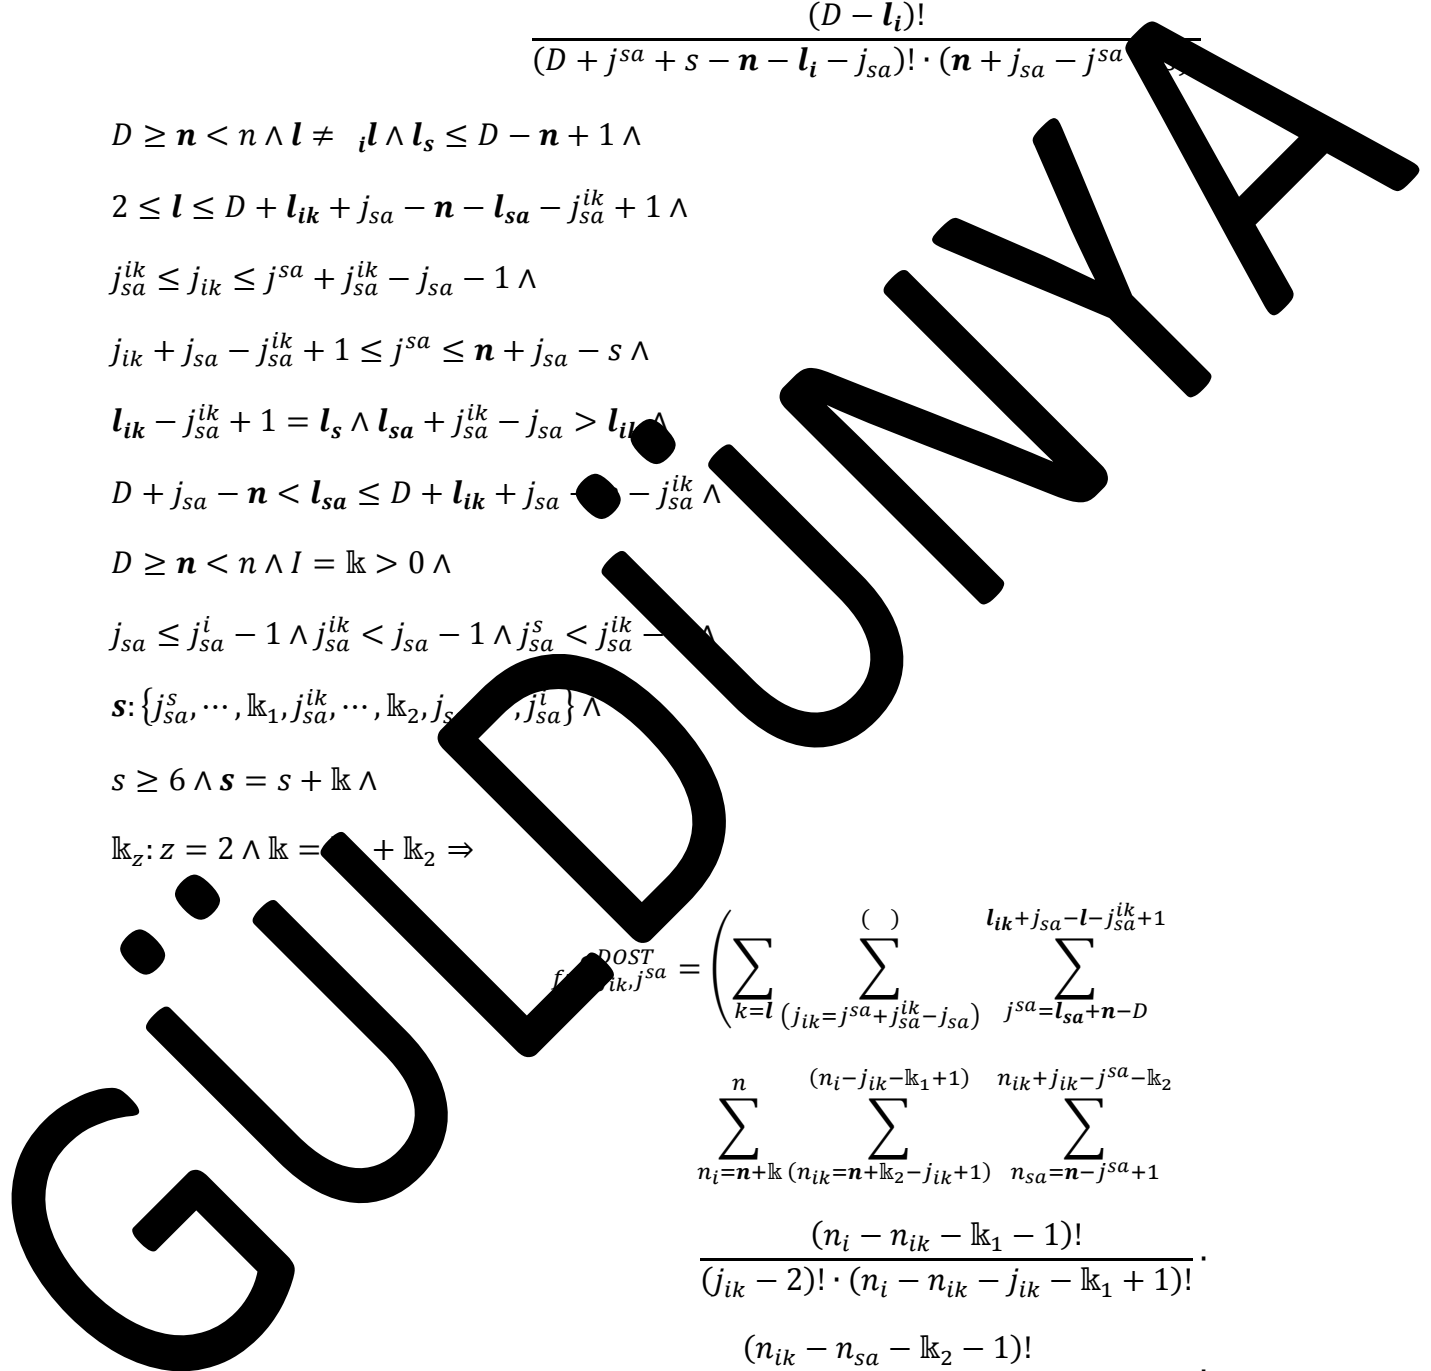 (D − l_i)!
(D + j^{sa} + s − n − l_i − j_{sa})! · (n + j_{sa} − j^{sa}
D ≥ n < n ∧ l ≠ _il ∧ l_s ≤ D − n + 1 ∧
2 ≤ l ≤ D + l_{ik} + j_{sa} − n − l_{sa} − j_{sa}^{ik} + 1 ∧
j_{sa}^{ik} ≤ j_{ik} ≤ j^{sa} + j_{sa}^{ik} − j_{sa} − 1 ∧
j_{ik} + j_{sa} − j_{sa}^{ik} + 1 ≤ j^{sa} ≤ n + j_{sa} − s ∧
l_{ik} − j_{sa}^{ik} + 1 = l_s ∧ l_{sa} + j_{sa}^{ik} − j_{sa} > l_{ik} ∧
D + j_{sa} − n < l_{sa} ≤ D + l_{ik} + j_{sa} − j_{sa}^{ik} ∧
D ≥ n < n ∧ I = 𝕜 > 0 ∧
j_{sa} ≤ j_{sa}^{i} − 1 ∧ j_{sa}^{ik} < j_{sa} − 1 ∧ j_{sa}^{s} < j_{sa}^{ik} − ∧
s: {j_{sa}^{s}, ⋯ , 𝕜_1, j_{sa}^{ik}, ⋯ , 𝕜_2, , j_{sa}^{i}} ∧
s ≥ 6 ∧ s = s + 𝕜 ∧
𝕜_z: z = 2 ∧ 𝕜 = + 𝕜_2 ⇒
GÜLDÜNYA
( ) l_{ik}+j_{sa}−l−j_{sa}^{ik}+1
DOST j^{sa} = ( ∑ ∑ ∑
k=l (j_{ik}=j^{sa}+j_{sa}^{ik}−j_{sa}) j^{sa}=l_{sa}+n−D
n (n_i−j_{ik}−𝕜_1+1) n_{ik}+j_{ik}−j^{sa}−𝕜_2
∑ ∑ ∑
n_i=n+𝕜 (n_{ik}=n+𝕜_2−j_{ik}+1) n_{sa}=n−j^{sa}+1
(n_i − n_{ik} − 𝕜_1 − 1)!
(j_{ik} − 2)! · (n_i − n_{ik} − j_{ik} − 𝕜_1 + 1)! ·
(n_{ik} − n_{sa} − 𝕜_2 − 1)!